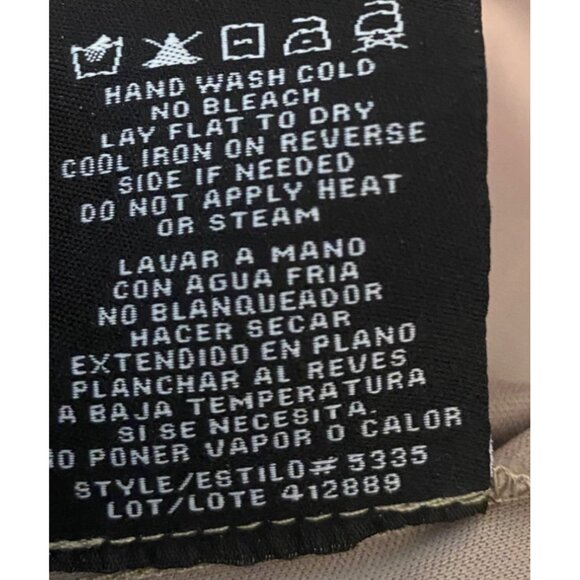 HAND WASH COLD
NO BLEACH
LAY FLAT TO DRY
COOL IRON ON REVERSE
SIDE IF NEEDED
DO NOT APPLY HEAT
OR STEAM
LAVAR A MANO
CON AGUA FRIA
NO BLANQUEADOR
HACER SECAR
EXTENDIDO EN PLANO
PLANCHAR AL REVES
A BAJA TEMPERATURA
SI SE NECESITA.
NO PONER VAPOR O CALOR
STYLE/ESTILO# 5335
LOT/LOTE 412889